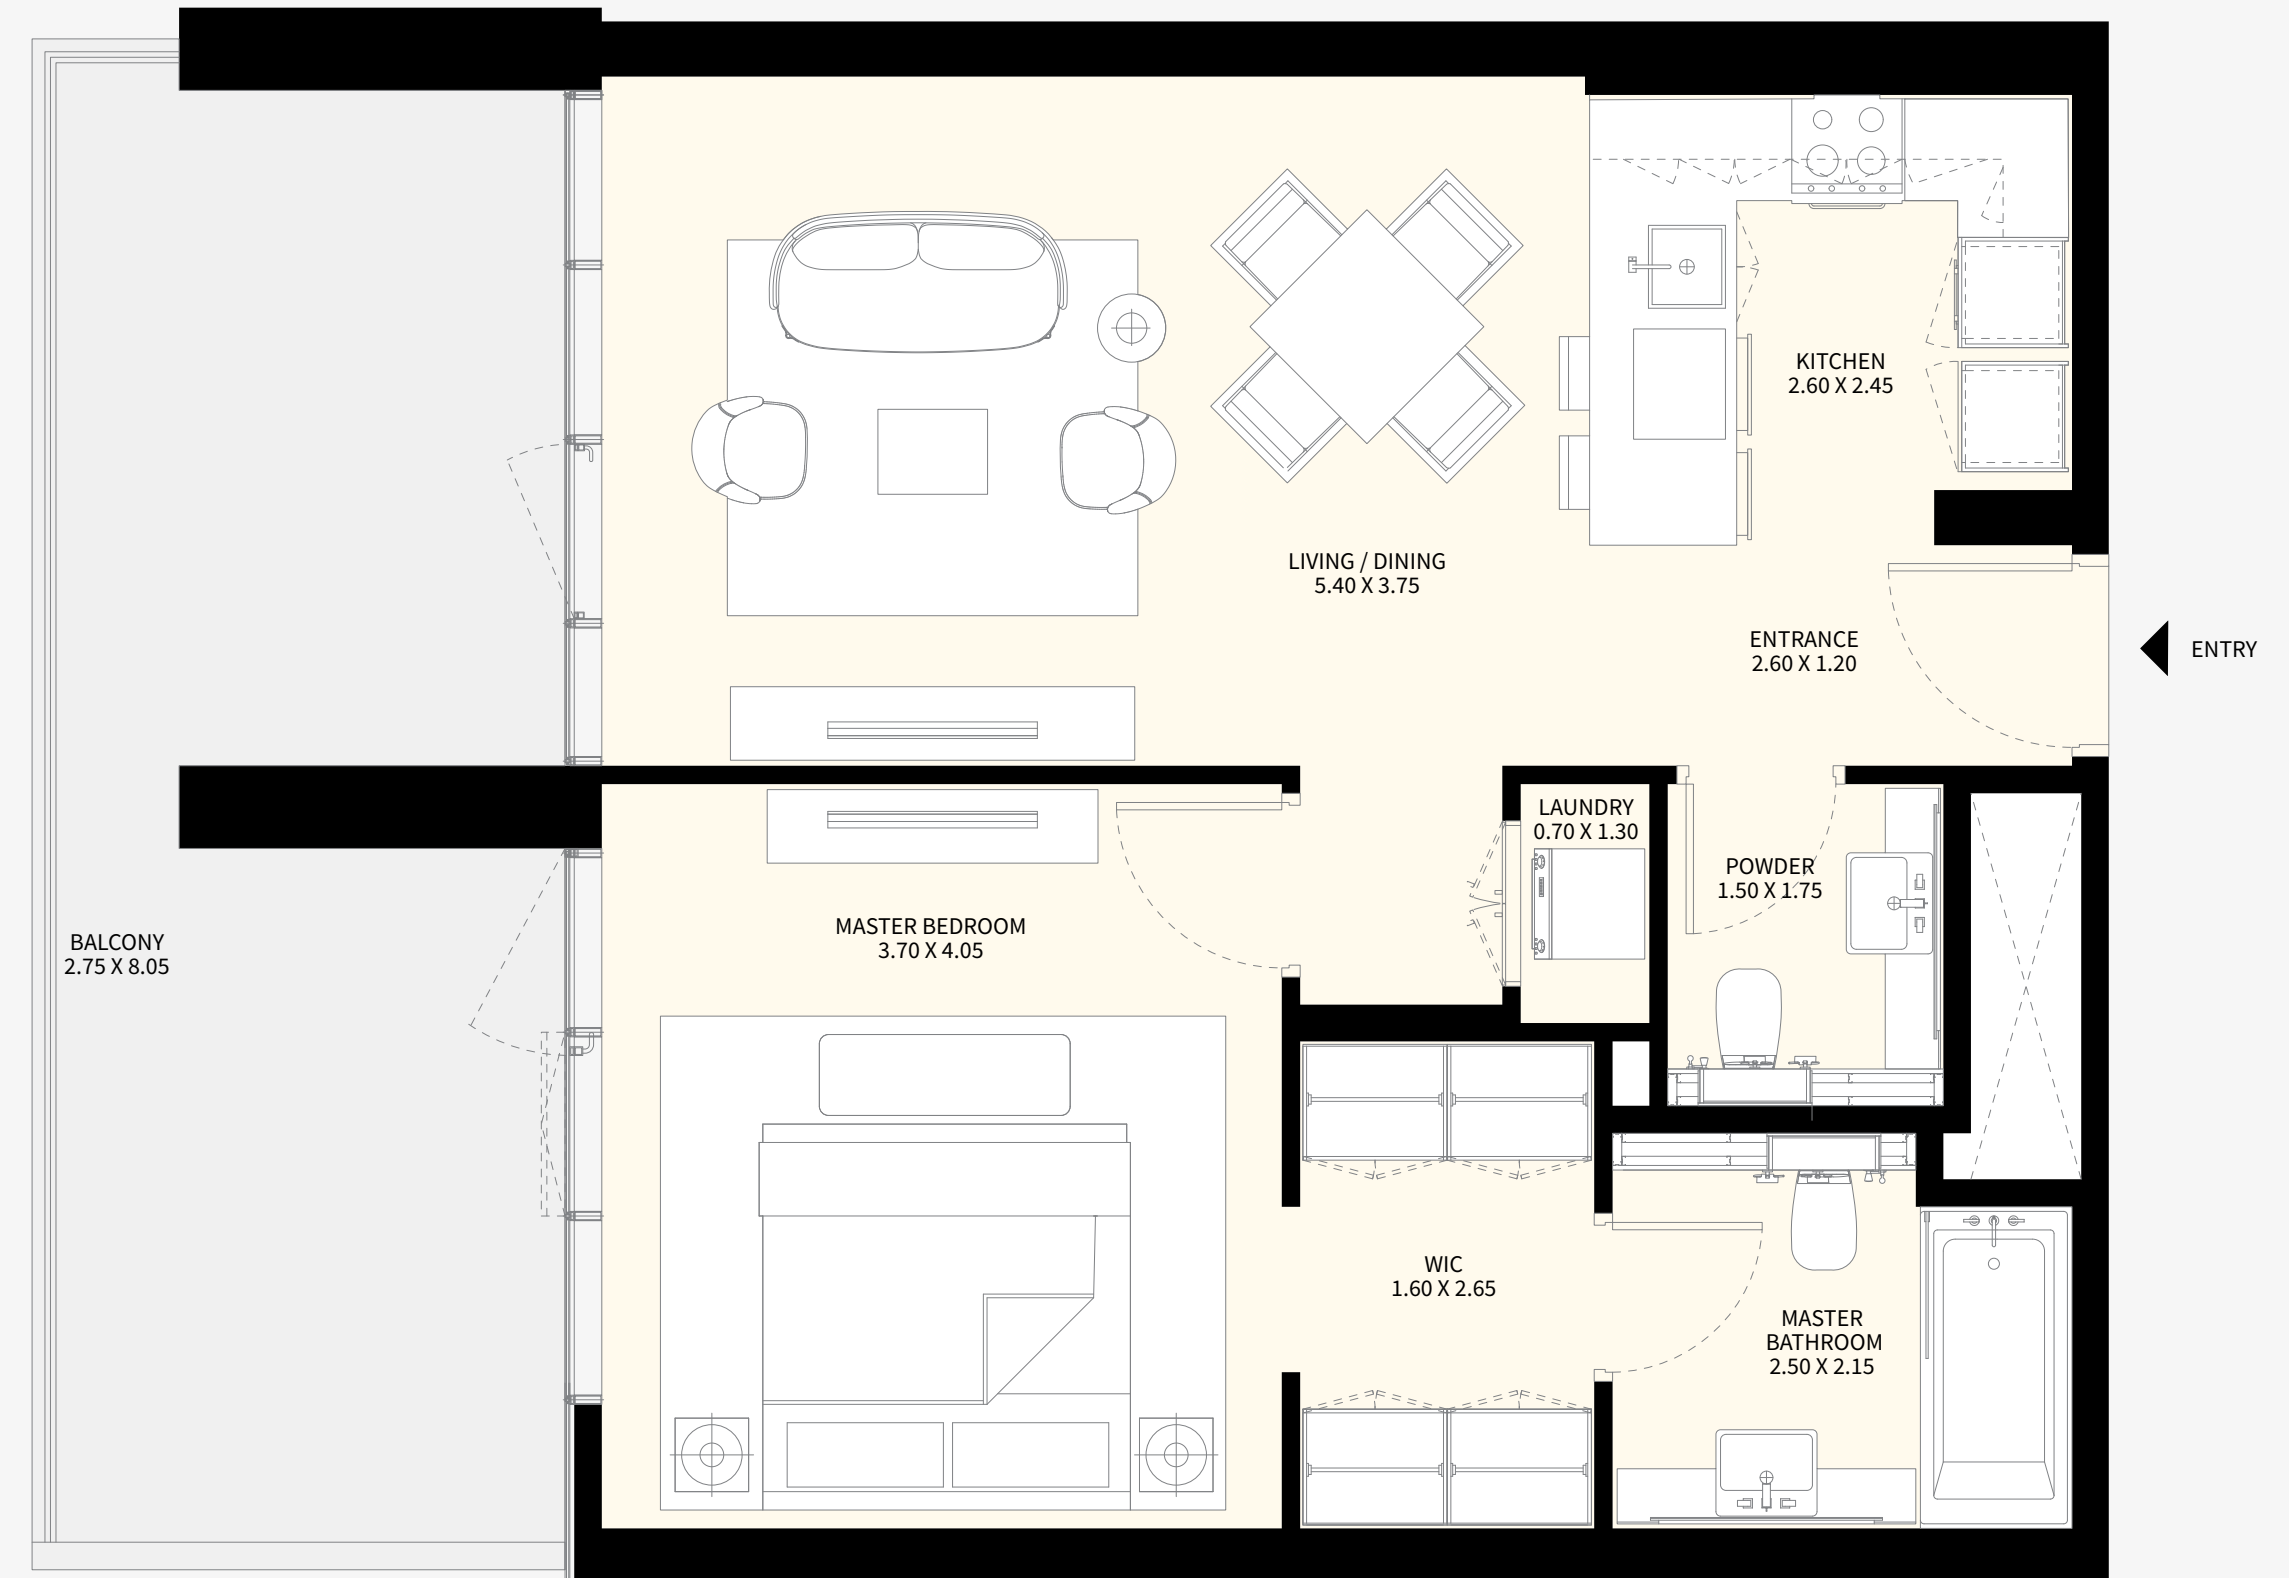 KITCHEN
2.60 X 2.45
LIVING / DINING
5.40 X 3.75
ENTRANCE
2.60 X 1.20
ENTRY
LAUNDRY
0.70 X 1.30
POWDER
1.50 X 1.75
MASTER BEDROOM
3.70 X 4.05
BALCONY
2.75 X 8.05
WIC
1.60 X 2.65
MASTER
BATHROOM
2.50 X 2.15